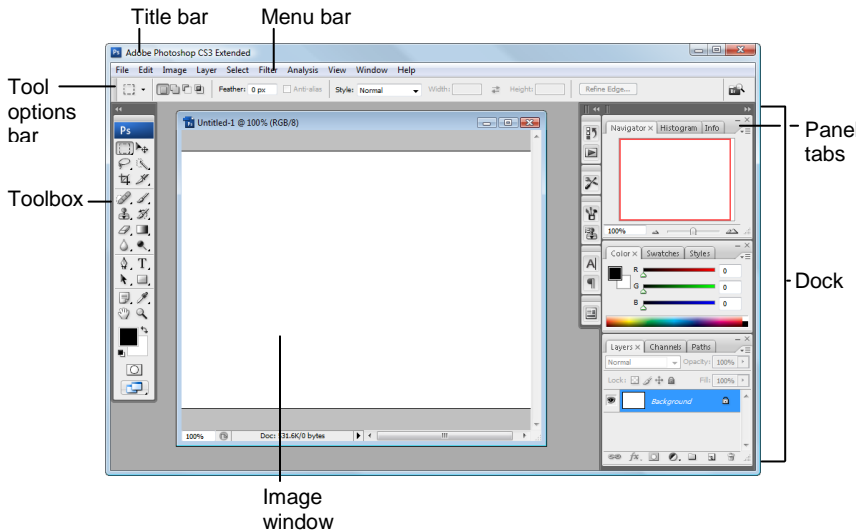 Title bar
Menu bar
Ps Adobe Photoshop CS3 Extended
File Edit Image Layer Select Filter Analysis View Window Help
Feather: 0 px Anti-alias Style: Normal Width: Height: Refine Edge...
Tool
options
bar
Ps
Untitled-1 @ 100% (RGB/8)
Navigator × Histogram Info
Panel
tabs
Toolbox
T
100%
A
Color × Swatches Styles
R 0
G 0
B 0
Dock
Layers × Channels Paths
Normal Opacity: 100%
Lock: Fill: 100%
Background
100% Doc: 531.6K/0 bytes
fx.
Image
window